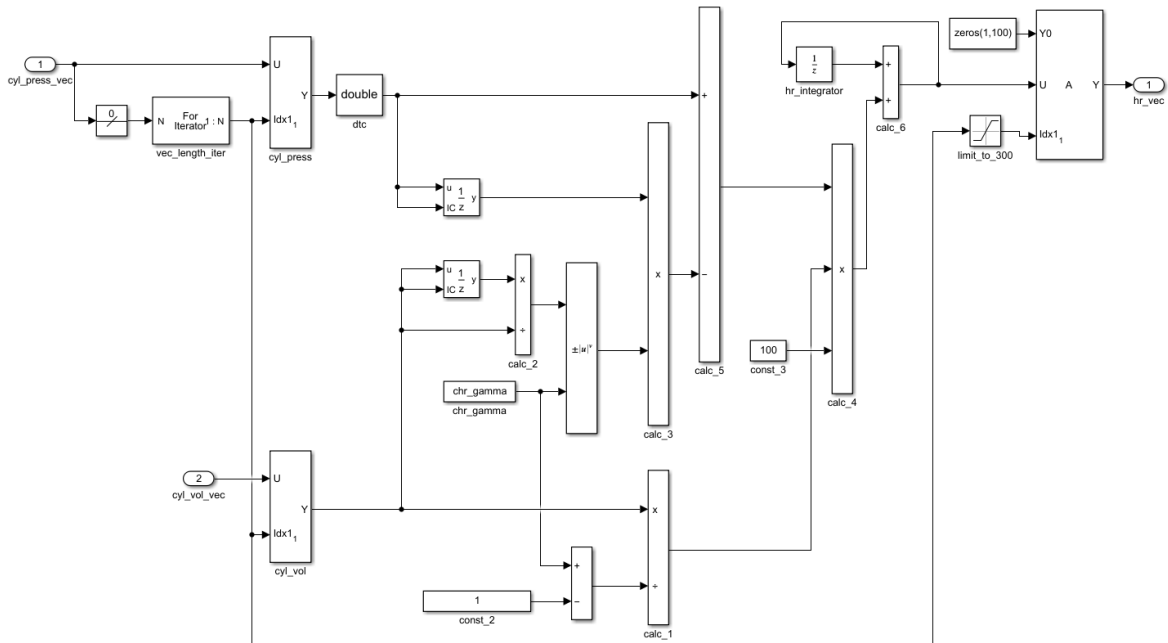 1
cyl_press_vec
0
N
For
Iterator
1 : N
vec_length_iter
U
Idx1 1
Y
cyl_press
double
dtc
u
IC
1
z
y
u
IC
1
z
y
x
÷
calc_2
±|u|ᵛ
chr_gamma
chr_gamma
x
calc_3
+
−
calc_5
2
cyl_vol_vec
U
Idx1 1
Y
cyl_vol
1
const_2
+
−
x
÷
calc_1
100
const_3
x
calc_4
1
z
hr_integrator
+
+
calc_6
zeros(1,100)
limit_to_300
Y0
U
A
Y
Idx1 1
1
hr_vec